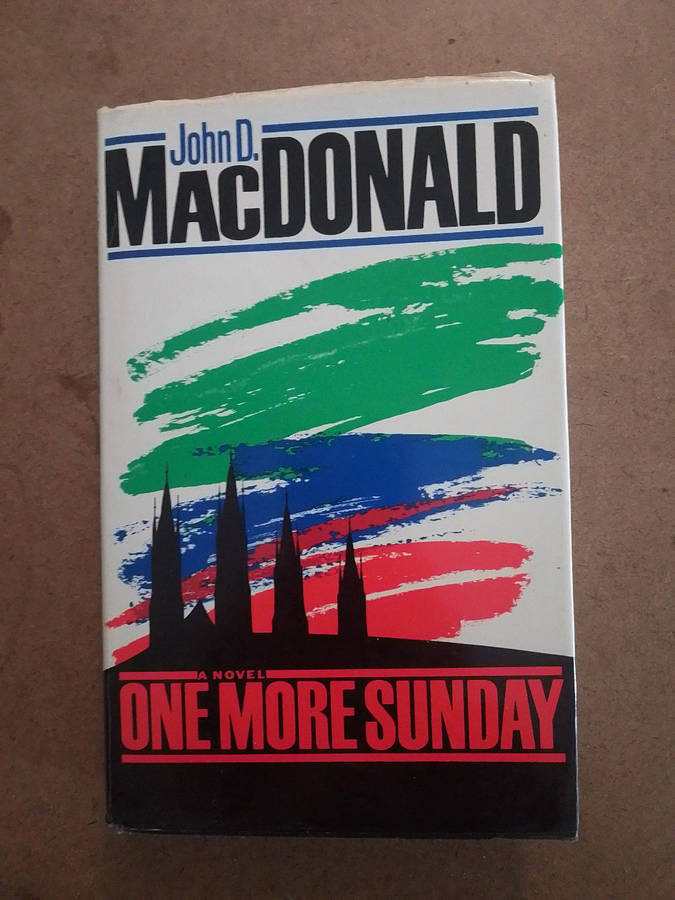 John D.
MACDONALD
A NOVEL
ONE MORE SUNDAY